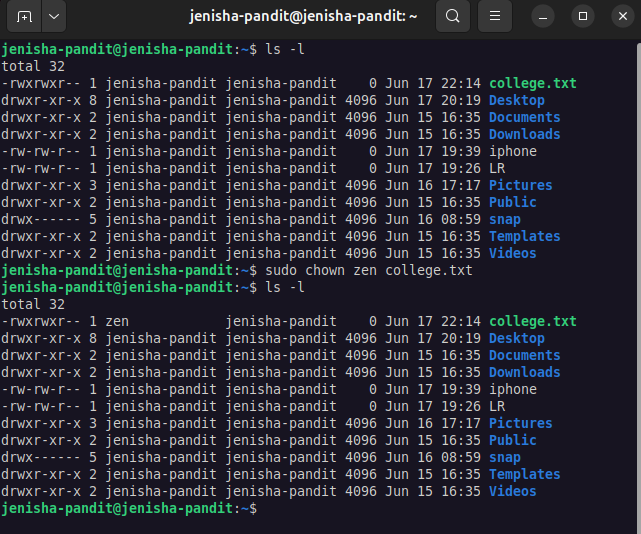 jenisha-pandit@jenisha-pandit: ~
jenisha-pandit@jenisha-pandit:~$ ls -l
total 32
-rwxrwxr-- 1 jenisha-pandit jenisha-pandit    0 Jun 17 22:14 college.txt
drwxr-xr-x 8 jenisha-pandit jenisha-pandit 4096 Jun 17 20:19 Desktop
drwxr-xr-x 2 jenisha-pandit jenisha-pandit 4096 Jun 15 16:35 Documents
drwxr-xr-x 2 jenisha-pandit jenisha-pandit 4096 Jun 15 16:35 Downloads
-rw-rw-r-- 1 jenisha-pandit jenisha-pandit    0 Jun 17 19:39 iphone
-rw-rw-r-- 1 jenisha-pandit jenisha-pandit    0 Jun 17 19:26 LR
drwxr-xr-x 3 jenisha-pandit jenisha-pandit 4096 Jun 16 17:17 Pictures
drwxr-xr-x 2 jenisha-pandit jenisha-pandit 4096 Jun 15 16:35 Public
drwx------ 5 jenisha-pandit jenisha-pandit 4096 Jun 16 08:59 snap
drwxr-xr-x 2 jenisha-pandit jenisha-pandit 4096 Jun 15 16:35 Templates
drwxr-xr-x 2 jenisha-pandit jenisha-pandit 4096 Jun 15 16:35 Videos
jenisha-pandit@jenisha-pandit:~$ sudo chown zen college.txt
jenisha-pandit@jenisha-pandit:~$ ls -l
total 32
-rwxrwxr-- 1 zen            jenisha-pandit    0 Jun 17 22:14 college.txt
drwxr-xr-x 8 jenisha-pandit jenisha-pandit 4096 Jun 17 20:19 Desktop
drwxr-xr-x 2 jenisha-pandit jenisha-pandit 4096 Jun 15 16:35 Documents
drwxr-xr-x 2 jenisha-pandit jenisha-pandit 4096 Jun 15 16:35 Downloads
-rw-rw-r-- 1 jenisha-pandit jenisha-pandit    0 Jun 17 19:39 iphone
-rw-rw-r-- 1 jenisha-pandit jenisha-pandit    0 Jun 17 19:26 LR
drwxr-xr-x 3 jenisha-pandit jenisha-pandit 4096 Jun 16 17:17 Pictures
drwxr-xr-x 2 jenisha-pandit jenisha-pandit 4096 Jun 15 16:35 Public
drwx------ 5 jenisha-pandit jenisha-pandit 4096 Jun 16 08:59 snap
drwxr-xr-x 2 jenisha-pandit jenisha-pandit 4096 Jun 15 16:35 Templates
drwxr-xr-x 2 jenisha-pandit jenisha-pandit 4096 Jun 15 16:35 Videos
jenisha-pandit@jenisha-pandit:~$